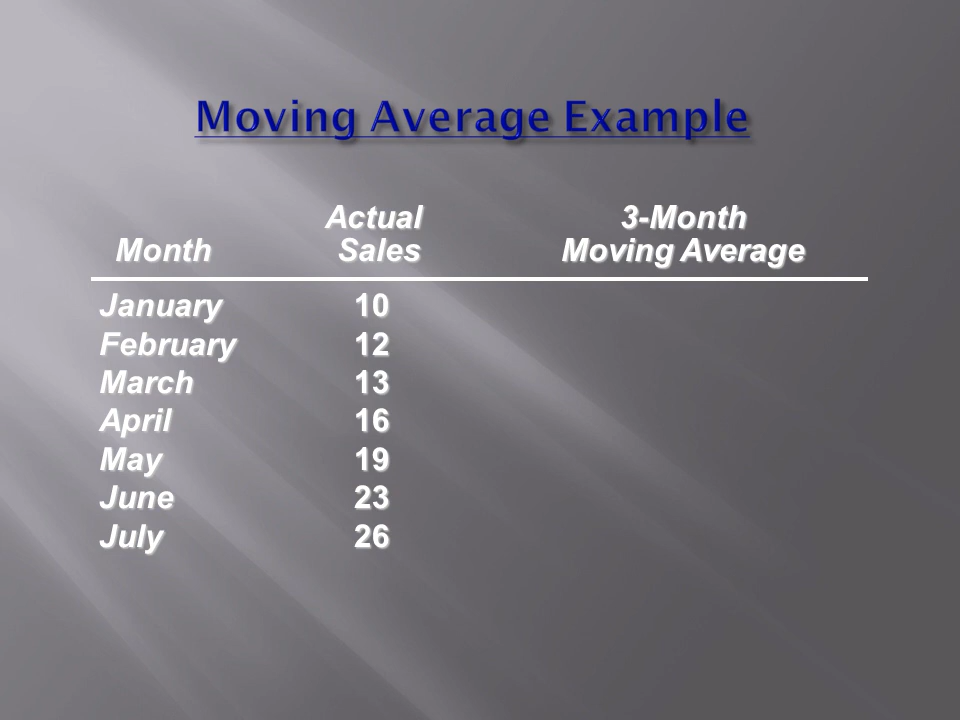 Moving Average Example
Actual 3-Month
Month Sales Moving Average
January 10
February 12
March 13
April 16
May 19
June 23
July 26